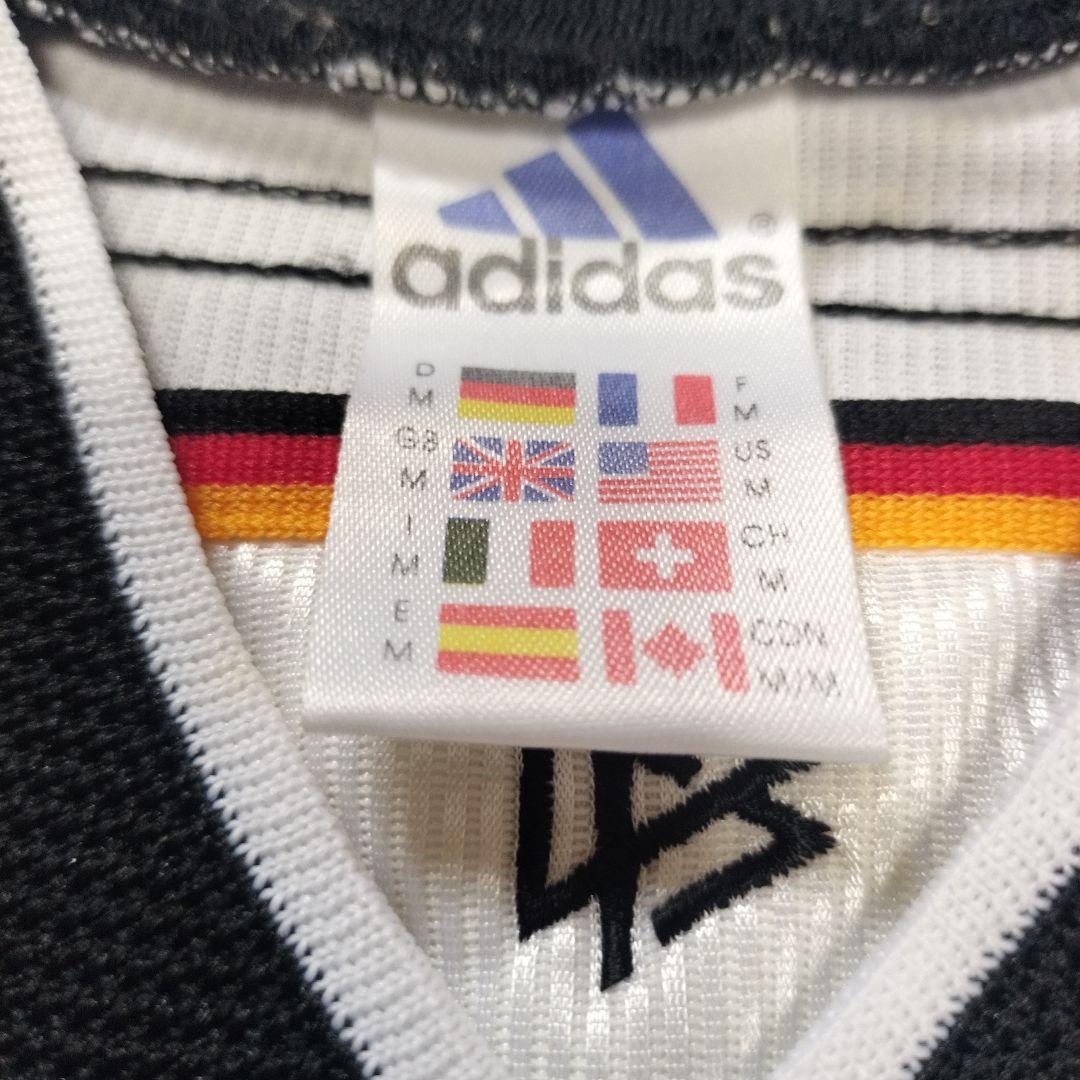 adidas ®
D M F M
GB M US M
I M CH M
E M CDN M/M